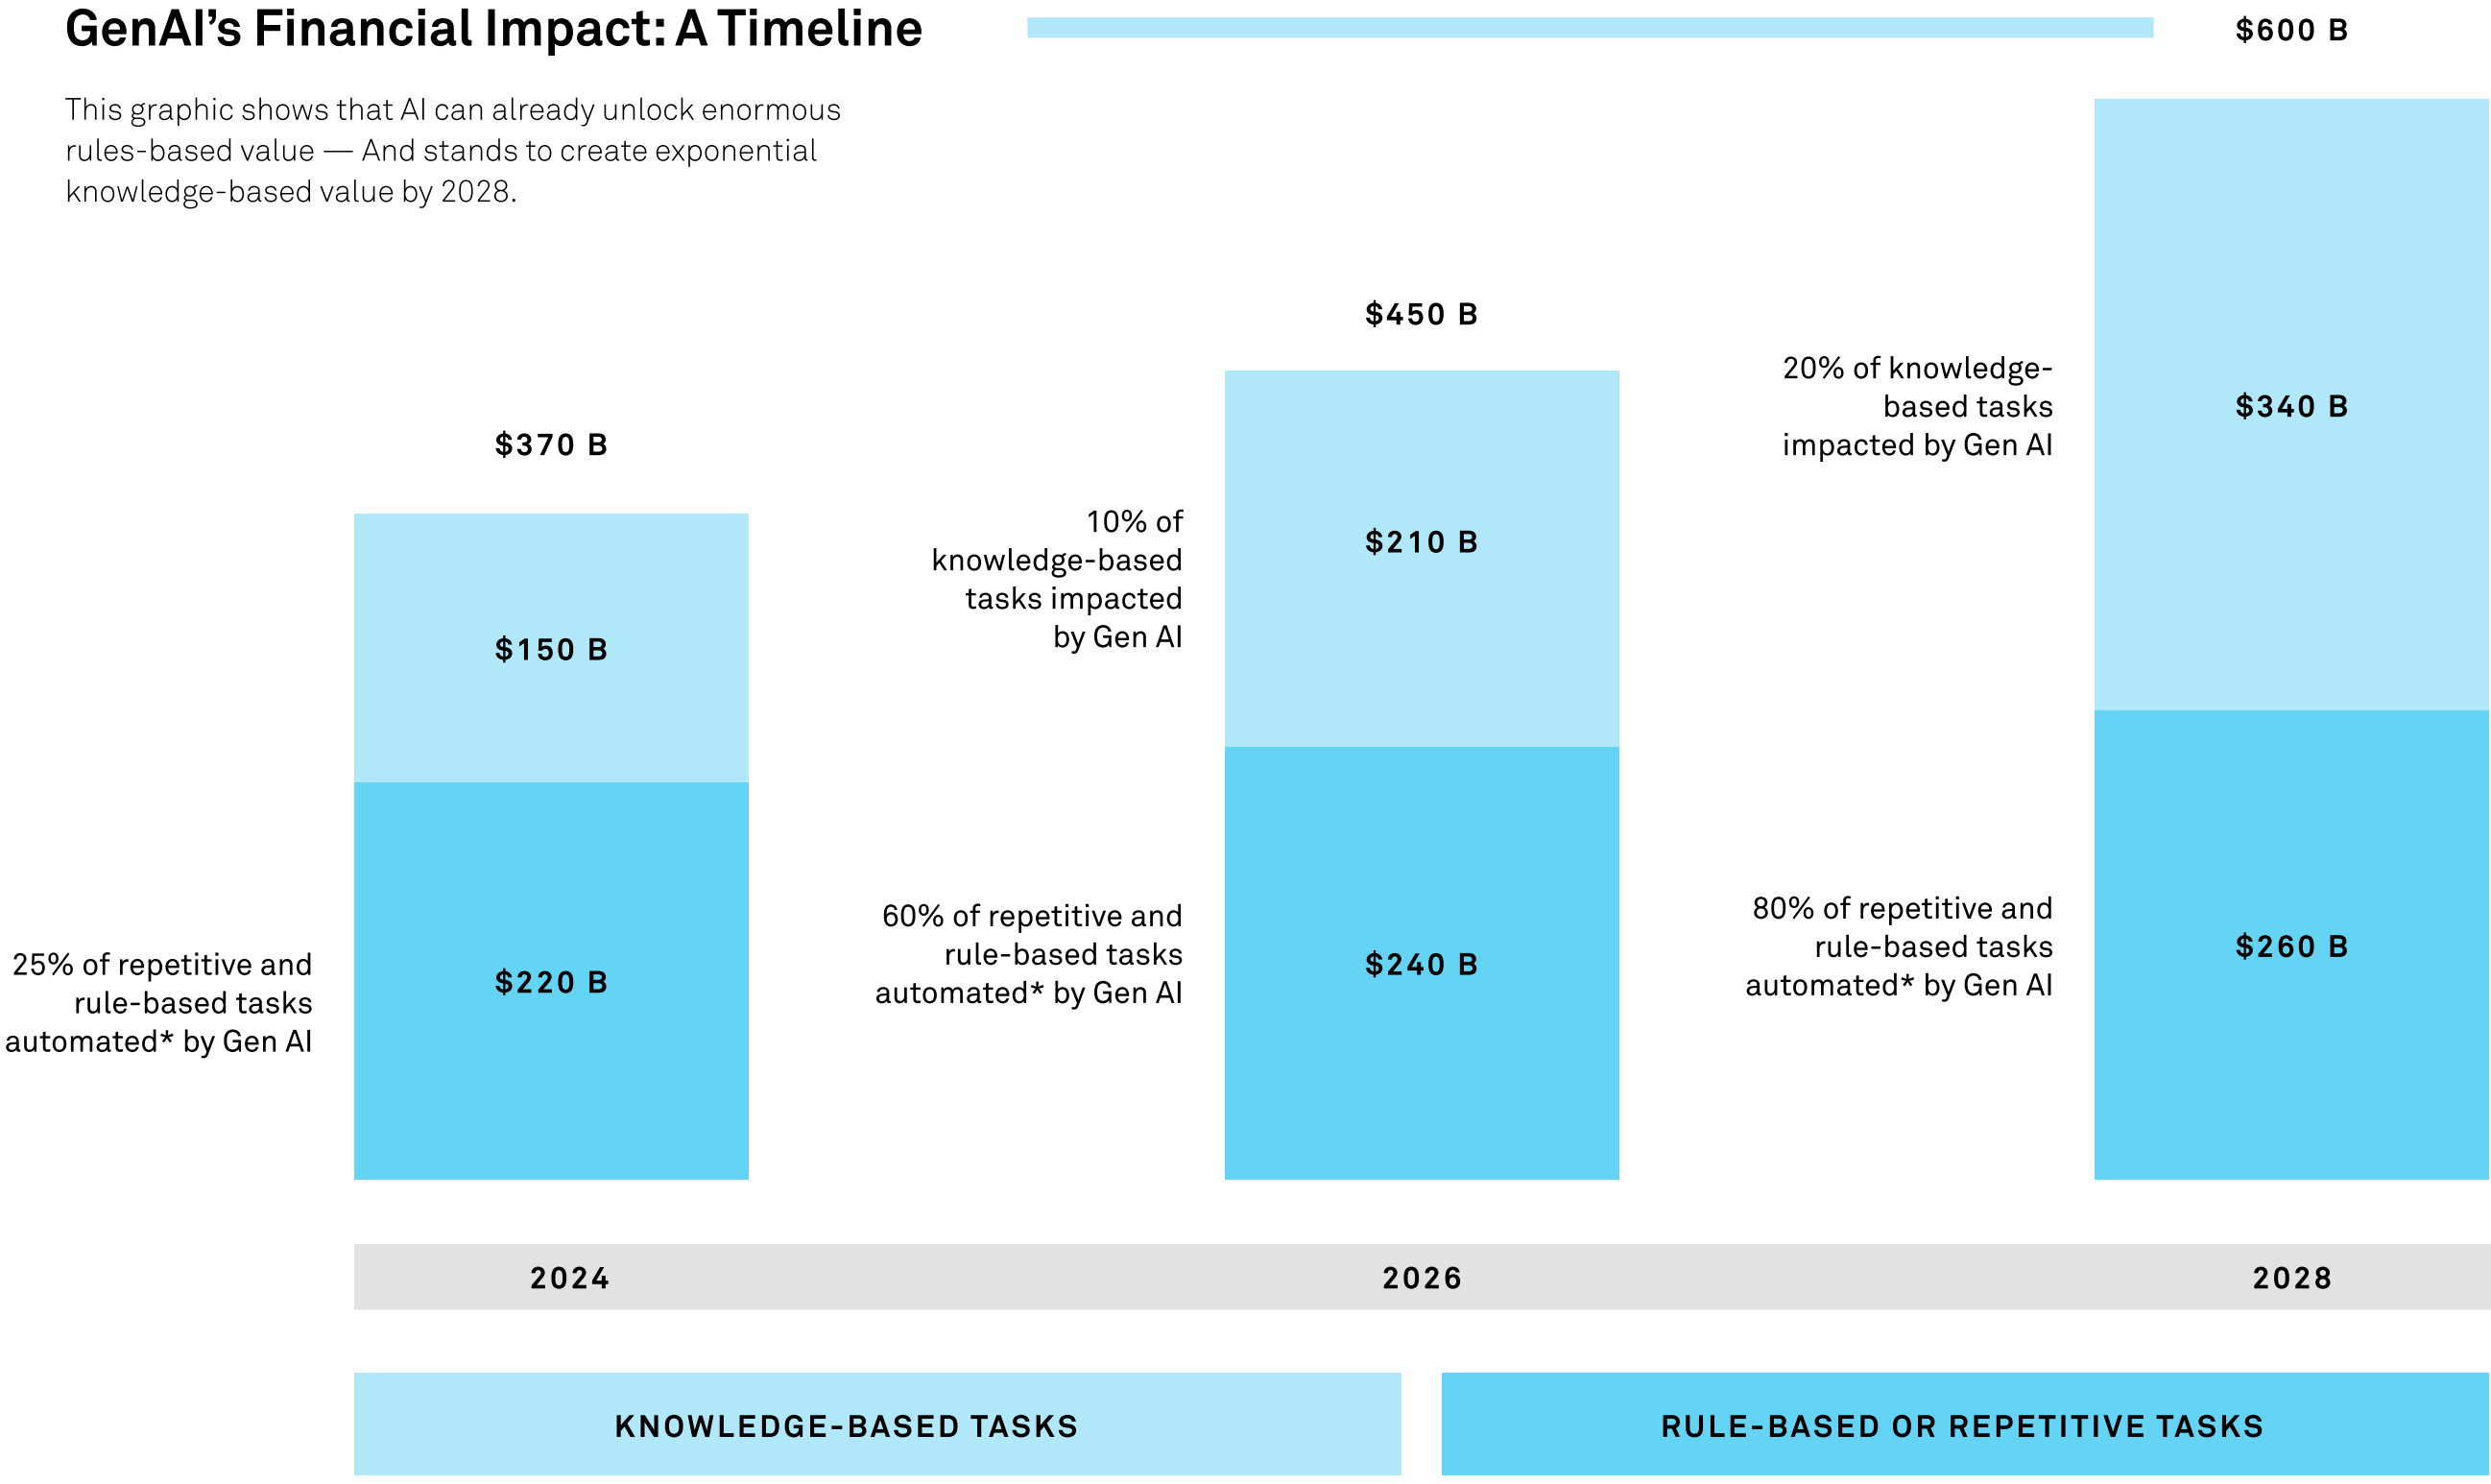 GenAI’s Financial Impact: A Timeline
This graphic shows that AI can already unlock enormous
rules-based value — And stands to create exponential
knowledge-based value by 2028.
$370 B
$150 B
25% of repetitive and
rule-based tasks
automated* by Gen AI
$220 B
$450 B
10% of
knowledge-based
tasks impacted
by Gen AI
$210 B
60% of repetitive and
rule-based tasks
automated* by Gen AI
$240 B
$600 B
20% of knowledge-
based tasks
impacted by Gen AI
$340 B
80% of repetitive and
rule-based tasks
automated* by Gen AI
$260 B
2024
2026
2028
KNOWLEDGE-BASED TASKS
RULE-BASED OR REPETITIVE TASKS